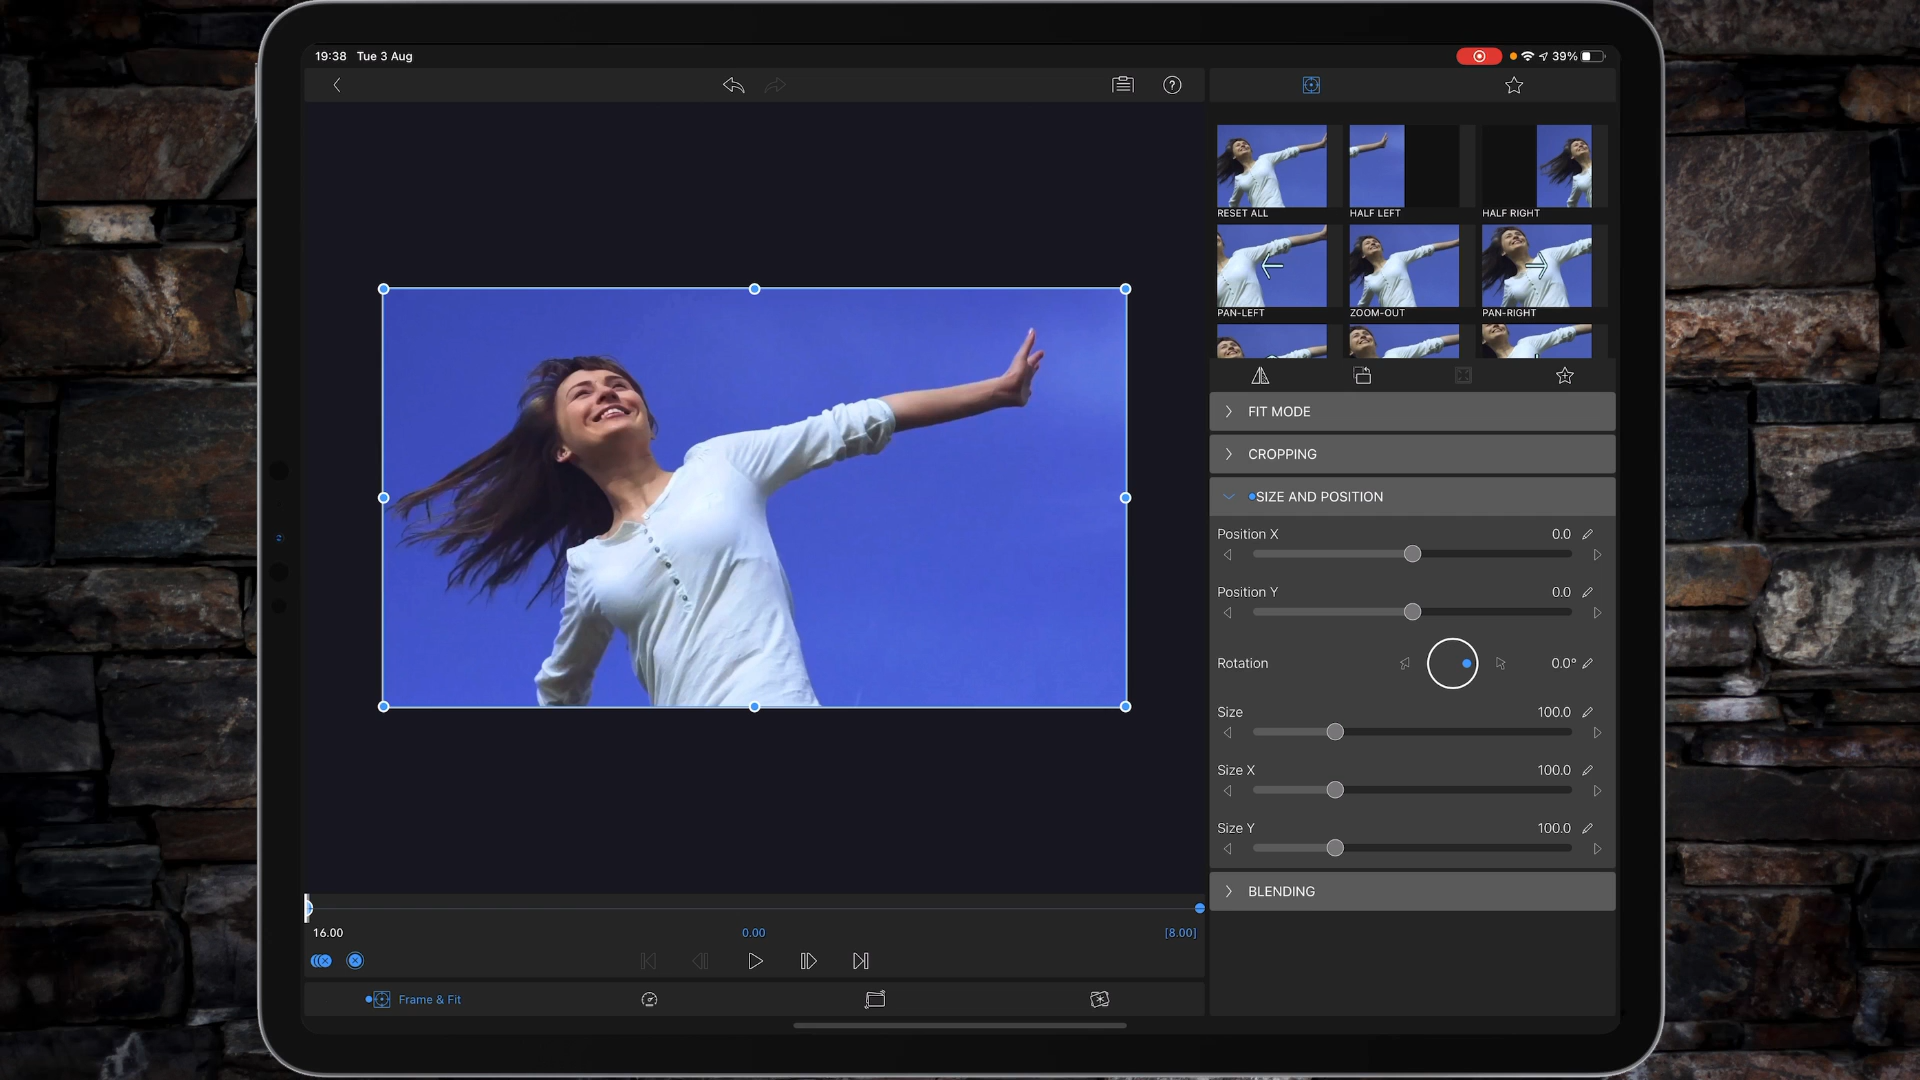 19:38 Tue 3 Aug
39%
RESET ALL
HALF LEFT
HALF RIGHT
PAN-LEFT
ZOOM-OUT
PAN-RIGHT
FIT MODE
CROPPING
SIZE AND POSITION
Position X 0.0
Position Y 0.0
Rotation 0.0°
Size 100.0
Size X 100.0
Size Y 100.0
BLENDING
16.00 0.00 [8.00]
Frame & Fit